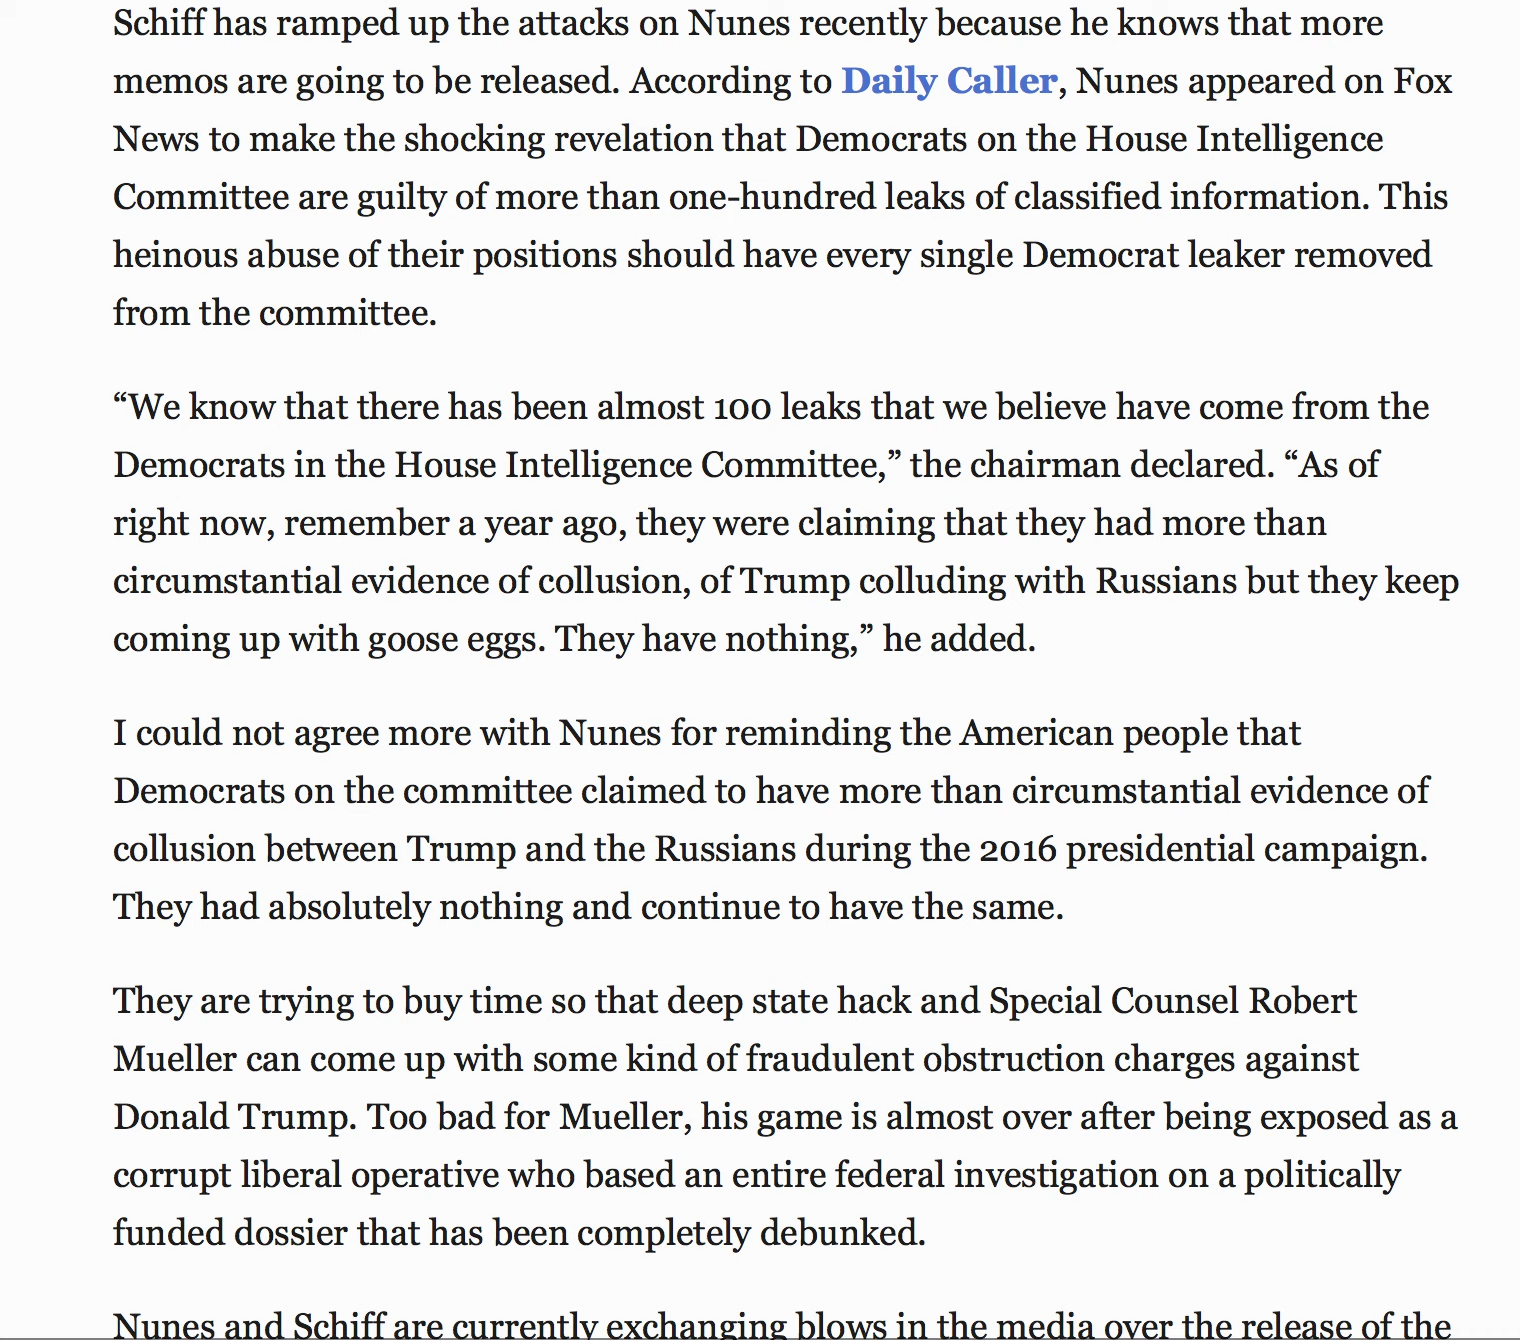 Schiff has ramped up the attacks on Nunes recently because he knows that more
memos are going to be released. According to Daily Caller, Nunes appeared on Fox
News to make the shocking revelation that Democrats on the House Intelligence
Committee are guilty of more than one-hundred leaks of classified information. This
heinous abuse of their positions should have every single Democrat leaker removed
from the committee.
“We know that there has been almost 100 leaks that we believe have come from the
Democrats in the House Intelligence Committee,” the chairman declared. “As of
right now, remember a year ago, they were claiming that they had more than
circumstantial evidence of collusion, of Trump colluding with Russians but they keep
coming up with goose eggs. They have nothing,” he added.
I could not agree more with Nunes for reminding the American people that
Democrats on the committee claimed to have more than circumstantial evidence of
collusion between Trump and the Russians during the 2016 presidential campaign.
They had absolutely nothing and continue to have the same.
They are trying to buy time so that deep state hack and Special Counsel Robert
Mueller can come up with some kind of fraudulent obstruction charges against
Donald Trump. Too bad for Mueller, his game is almost over after being exposed as a
corrupt liberal operative who based an entire federal investigation on a politically
funded dossier that has been completely debunked.
Nunes and Schiff are currently exchanging blows in the media over the release of the